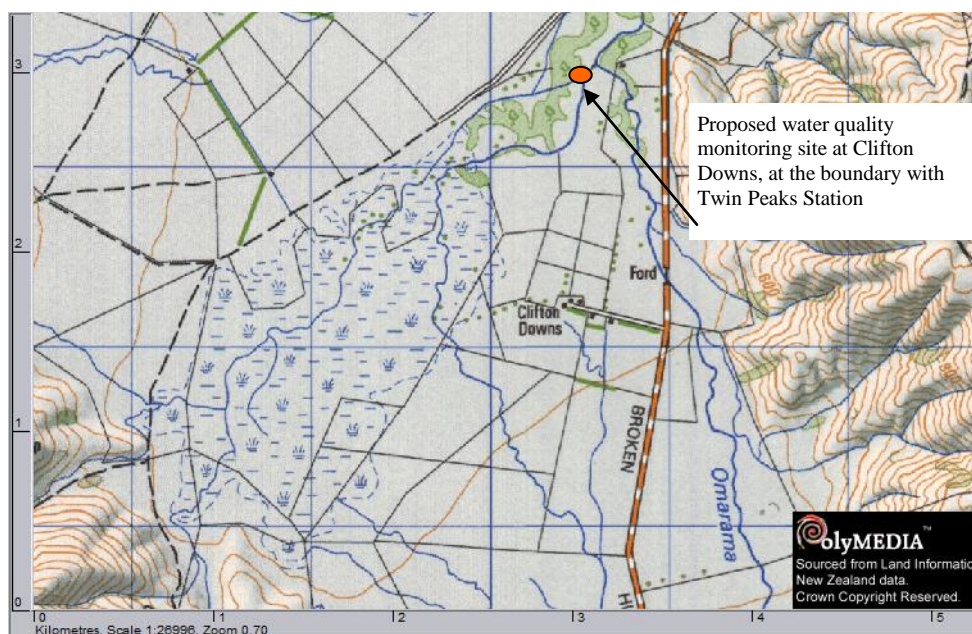 3
Proposed water quality
monitoring site at Clifton
Downs, at the boundary with
Twin Peaks Station
2
Ford
680
Clifton
Downs
1
BROKEN
Omarama
olyMEDIA™
Sourced from Land Informatio
New Zealand data.
Crown Copyright Reserved.
0
0 1 2 3 4 5
Kilometres. Scale 1:26996. Zoom 0.70